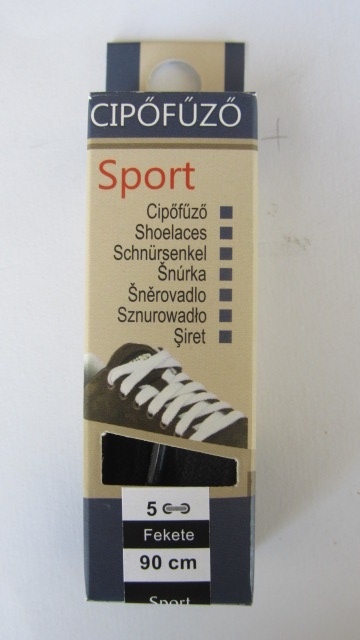 CIPŐFŰZŐ
Sport
Cipőfűző
Shoelaces
Schnürsenkel
Šnúrka
Šněrovadlo
Sznurowadło
Şiret
5
Fekete
90 cm
Sport